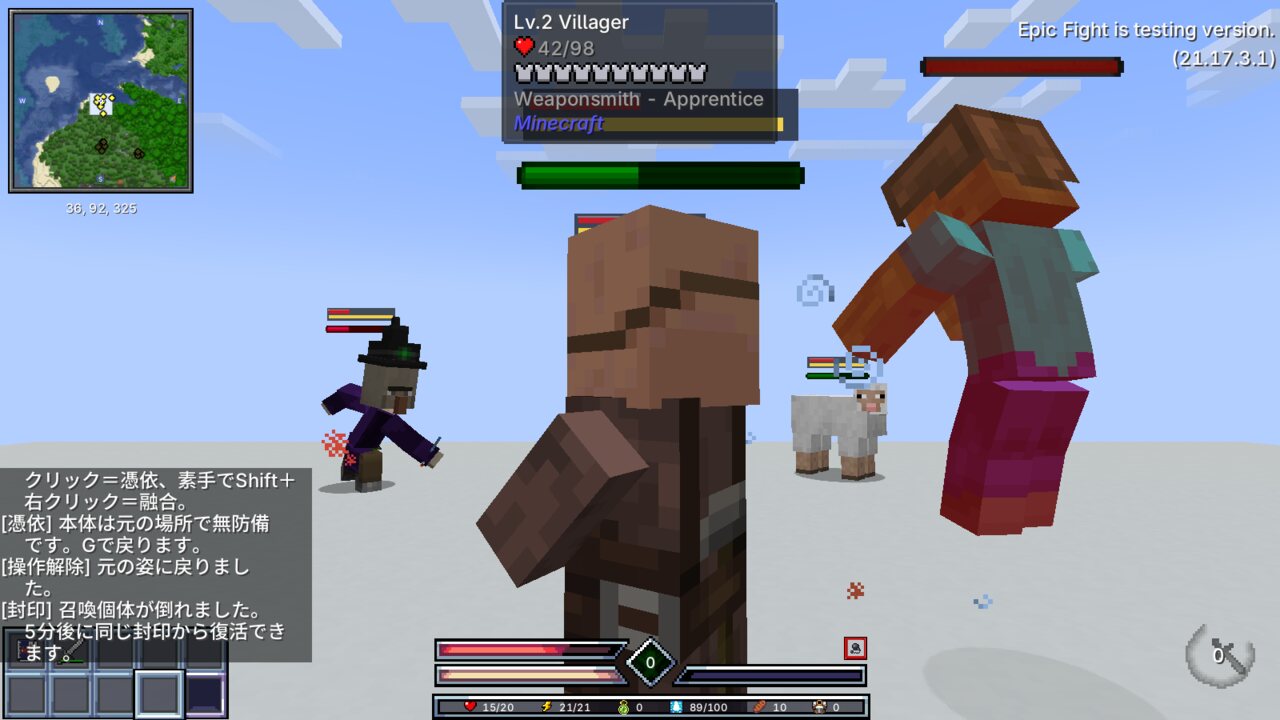 N
W
E
S
36, 92, 325
Lv.2 Villager
42/98
Weaponsmith - Apprentice
Minecraft
Epic Fight is testing version.
(21.17.3.1)
クリック＝憑依、素手でShift＋
右クリック＝融合。
[憑依] 本体は元の場所で無防備
です。Gで戻ります。
[操作解除] 元の姿に戻りまし
た。
[封印] 召喚個体が倒れました。
5分後に同じ封印から復活でき
ます。
0
0
15/20
21/21
0
89/100
10
0